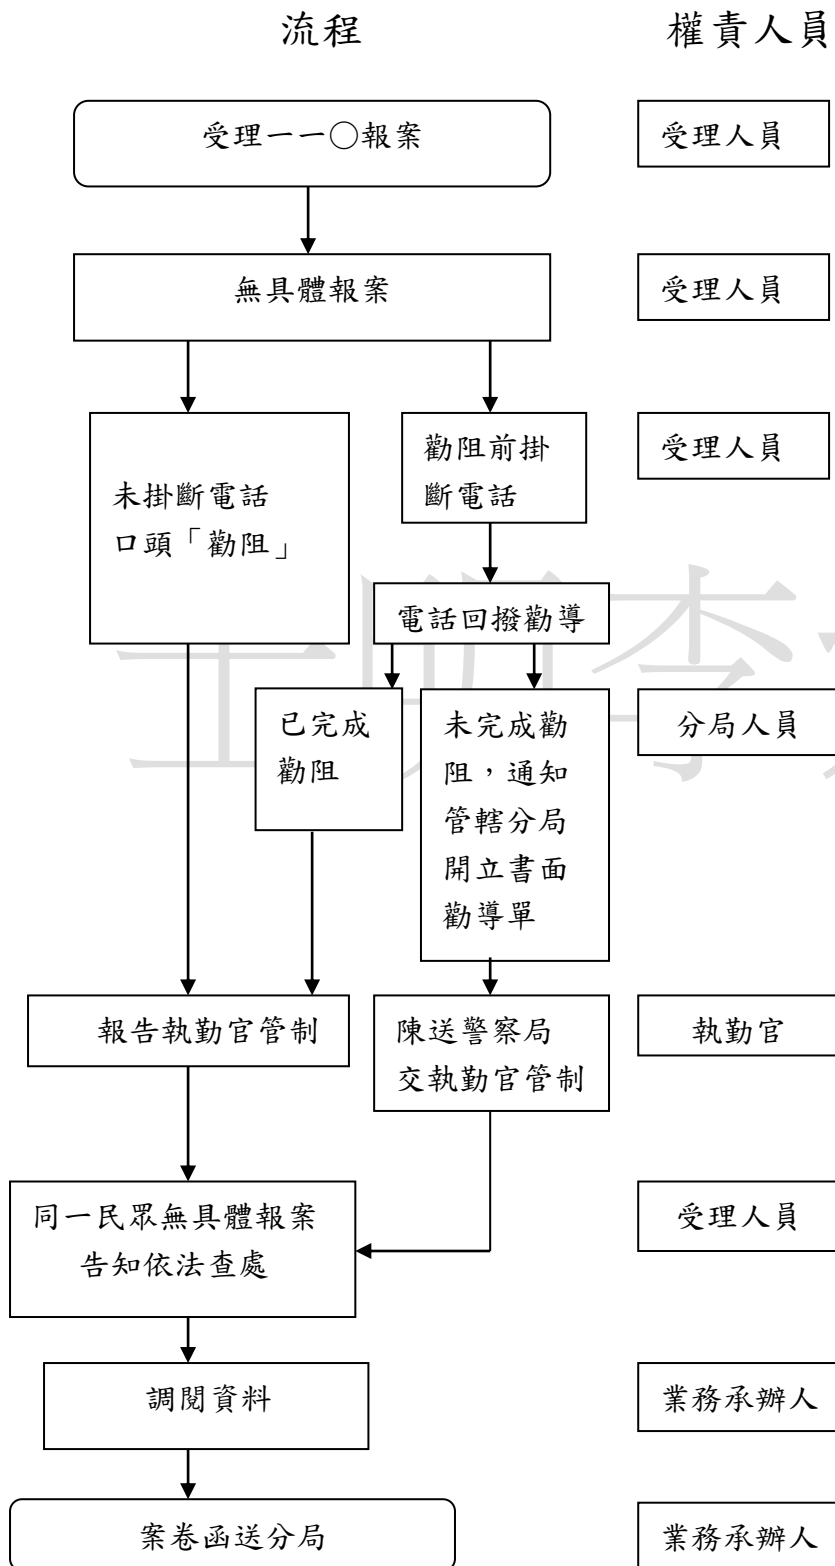 流程
權責人員
受理一一○報案
受理人員
無具體報案
受理人員
未掛斷電話
口頭「勸阻」
勸阻前掛
斷電話
受理人員
電話回撥勸導
已完成
勸阻
未完成勸
阻，通知
管轄分局
開立書面
勸導單
分局人員
報告執勤官管制
陳送警察局
交執勤官管制
執勤官
同一民眾無具體報案
告知依法查處
受理人員
調閱資料
業務承辦人
案卷函送分局
業務承辦人